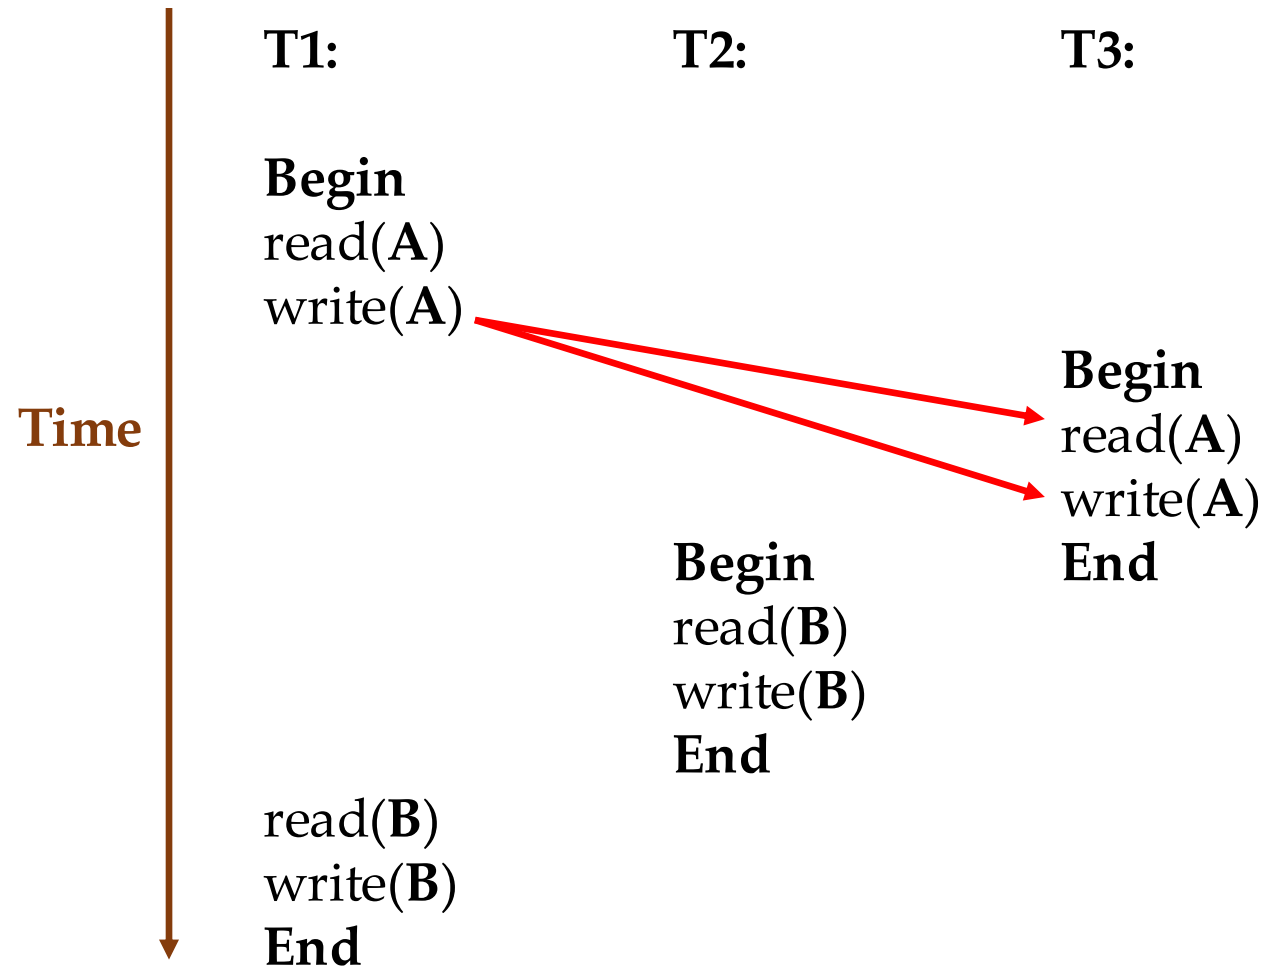 T1: T2: T3:
Begin
read(A)
write(A)
Begin
Time
read(A)
write(A)
Begin End
read(B)
write(B)
End
read(B)
write(B)
End